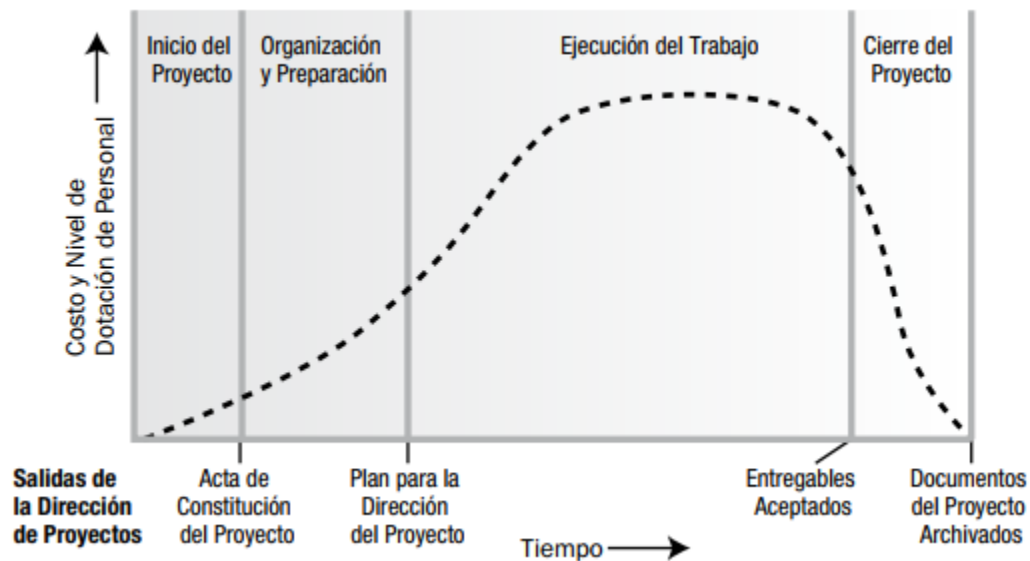 Inicio del
Proyecto
Organización
y Preparación
Ejecución del Trabajo
Cierre del
Proyecto
Costo y Nivel de
Dotación de Personal
Salidas de
la Dirección
de Proyectos
Acta de
Constitución
del Proyecto
Plan para la
Dirección
del Proyecto
Entregables
Aceptados
Documentos
del Proyecto
Archivados
Tiempo